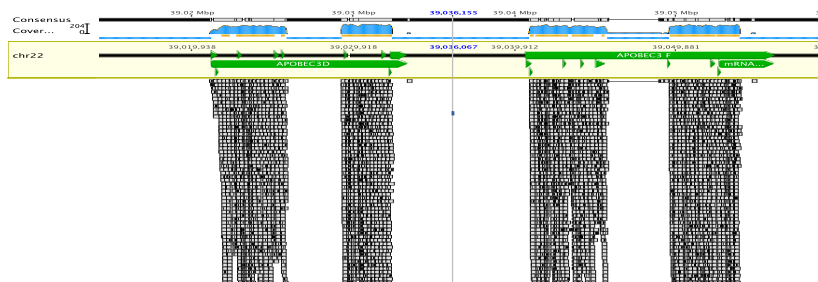 39.02 Mbp 39.03 Mbp 39,036,155 39.04 Mbp 39.05 Mbp
Consensus
Cover... 204
0
39,019,938 39,029,918 39,036,067 39,039,912 39,049,881
chr22 APOBEC3 F
APOBEC3D mRNA...